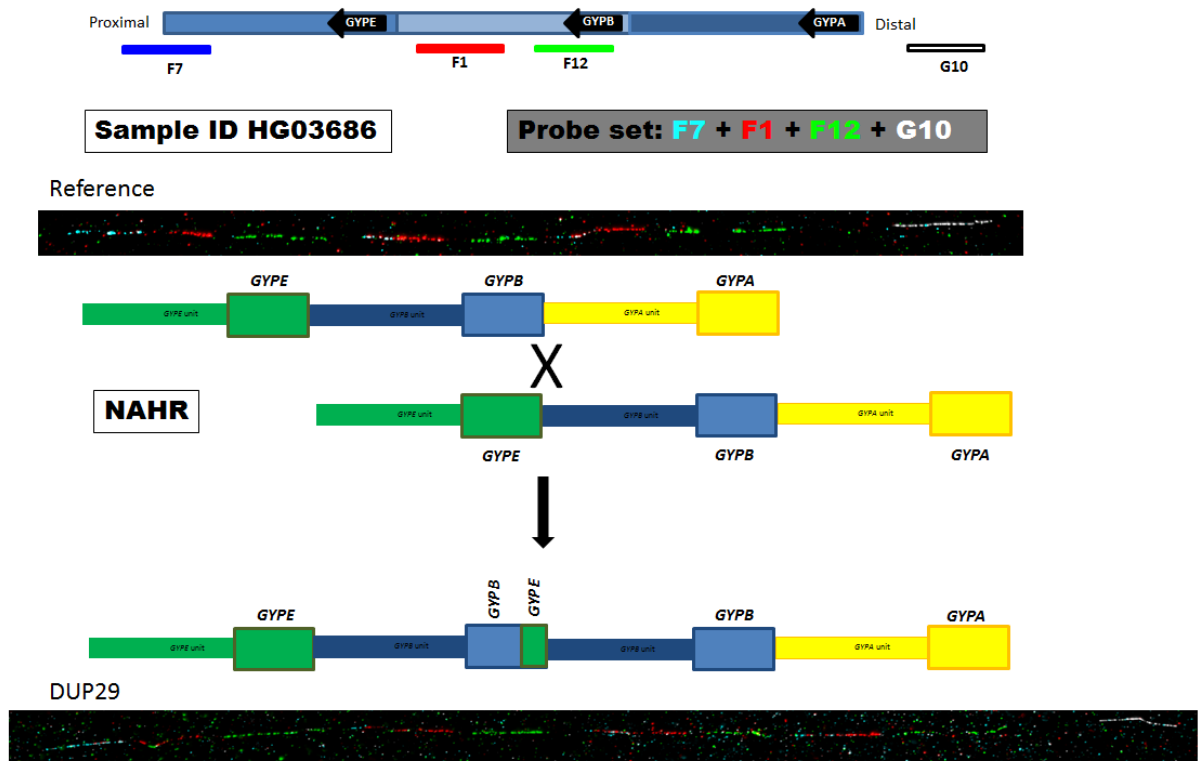 Proximal GYPE GYPB GYPA Distal
F7 F1 F12 G10
Sample ID HG03686 Probe set: F7 + F1 + F12 + G10
Reference
GYPE GYPB GYPA
GYPE unit GYPB unit GYPA unit
X
NAHR
GYPE unit GYPB unit GYPA unit
GYPE GYPB GYPA
GYPE GYPB GYPE GYPB GYPA
GYPE unit GYPB unit GYPB unit GYPA unit
DUP29